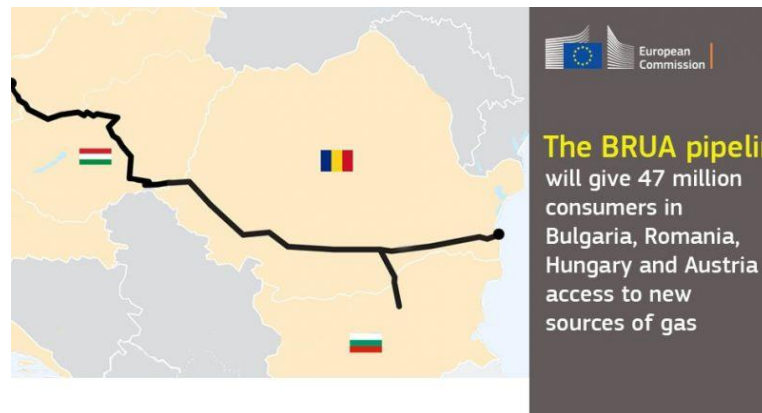 European
Commission
The BRUA pipeli
will give 47 million
consumers in
Bulgaria, Romania,
Hungary and Austria
access to new
sources of gas